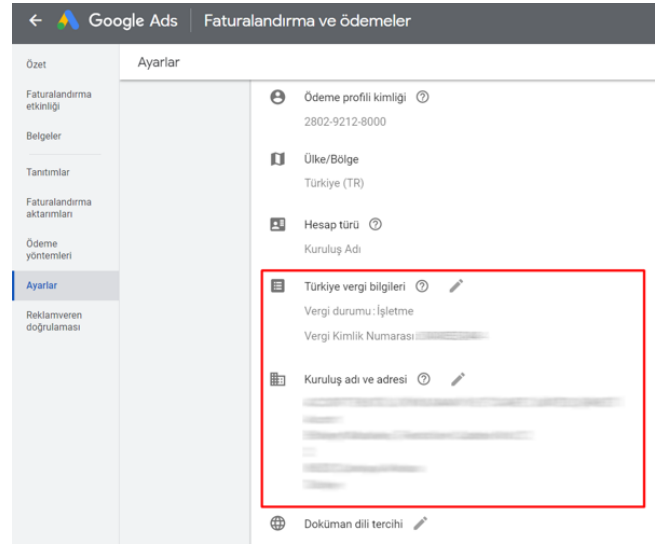 Google Ads Faturalandırma ve ödemeler
Özet
Faturalandırma
etkinliği
Belgeler
Tanıtımlar
Faturalandırma
aktarımları
Ödeme
yöntemleri
Ayarlar
Reklamveren
doğrulaması
Ayarlar
Ödeme profili kimliği
2802-9212-8000
Ülke/Bölge
Türkiye (TR)
Hesap türü
Kuruluş Adı
Türkiye vergi bilgileri
Vergi durumu: İşletme
Vergi Kimlik Numarası:
Kuruluş adı ve adresi
Doküman dili tercihi